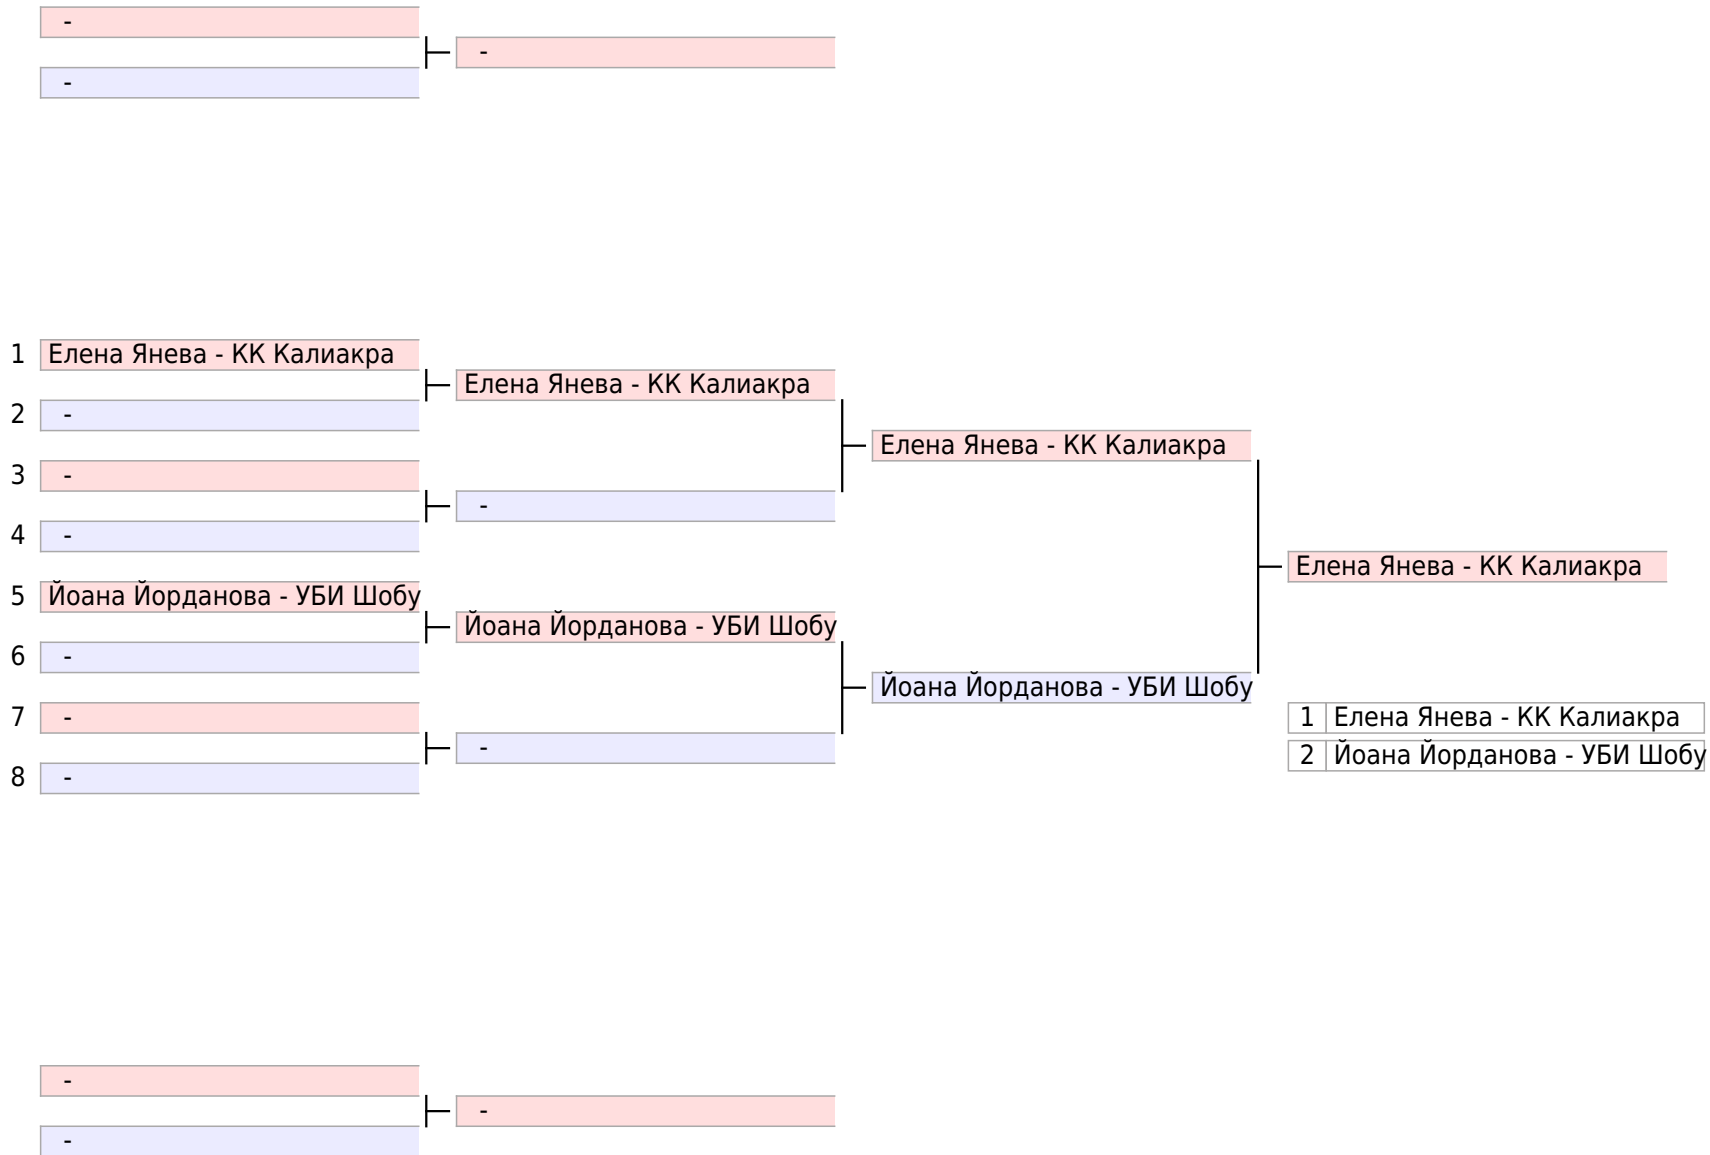 -
-
-
1 Елена Янева - КК Калиакра
Елена Янева - КК Калиакра
2 -
Елена Янева - КК Калиакра
3 -
-
4 -
Елена Янева - КК Калиакра
5 Йоана Йорданова - УБИ Шобу
Йоана Йорданова - УБИ Шобу
6 -
Йоана Йорданова - УБИ Шобу
7 -
1 Елена Янева - КК Калиакра
-
2 Йоана Йорданова - УБИ Шобу
8 -
-
-
-